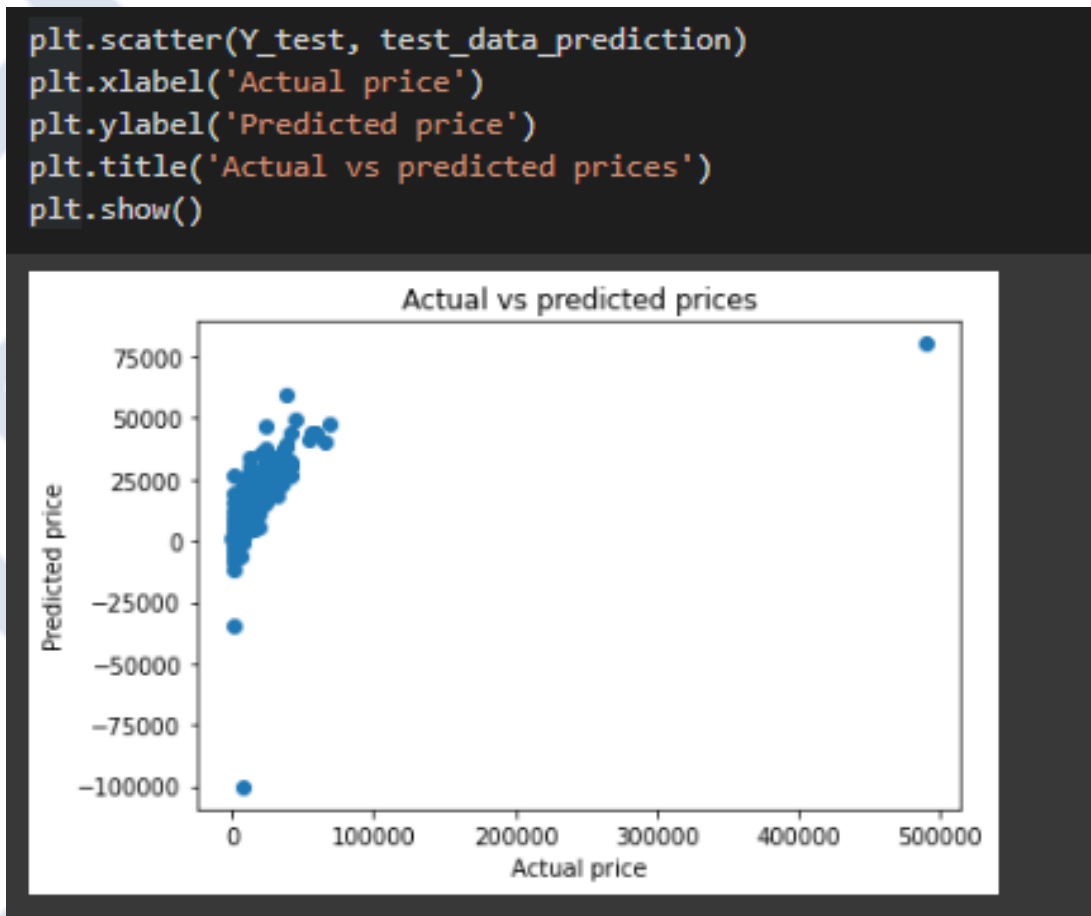 plt.scatter(Y_test, test_data_prediction)
plt.xlabel('Actual price')
plt.ylabel('Predicted price')
plt.title('Actual vs predicted prices')
plt.show()
Actual vs predicted prices
75000
50000
25000
0
−25000
−50000
−75000
−100000
Predicted price
0 100000 200000 300000 400000 500000
Actual price